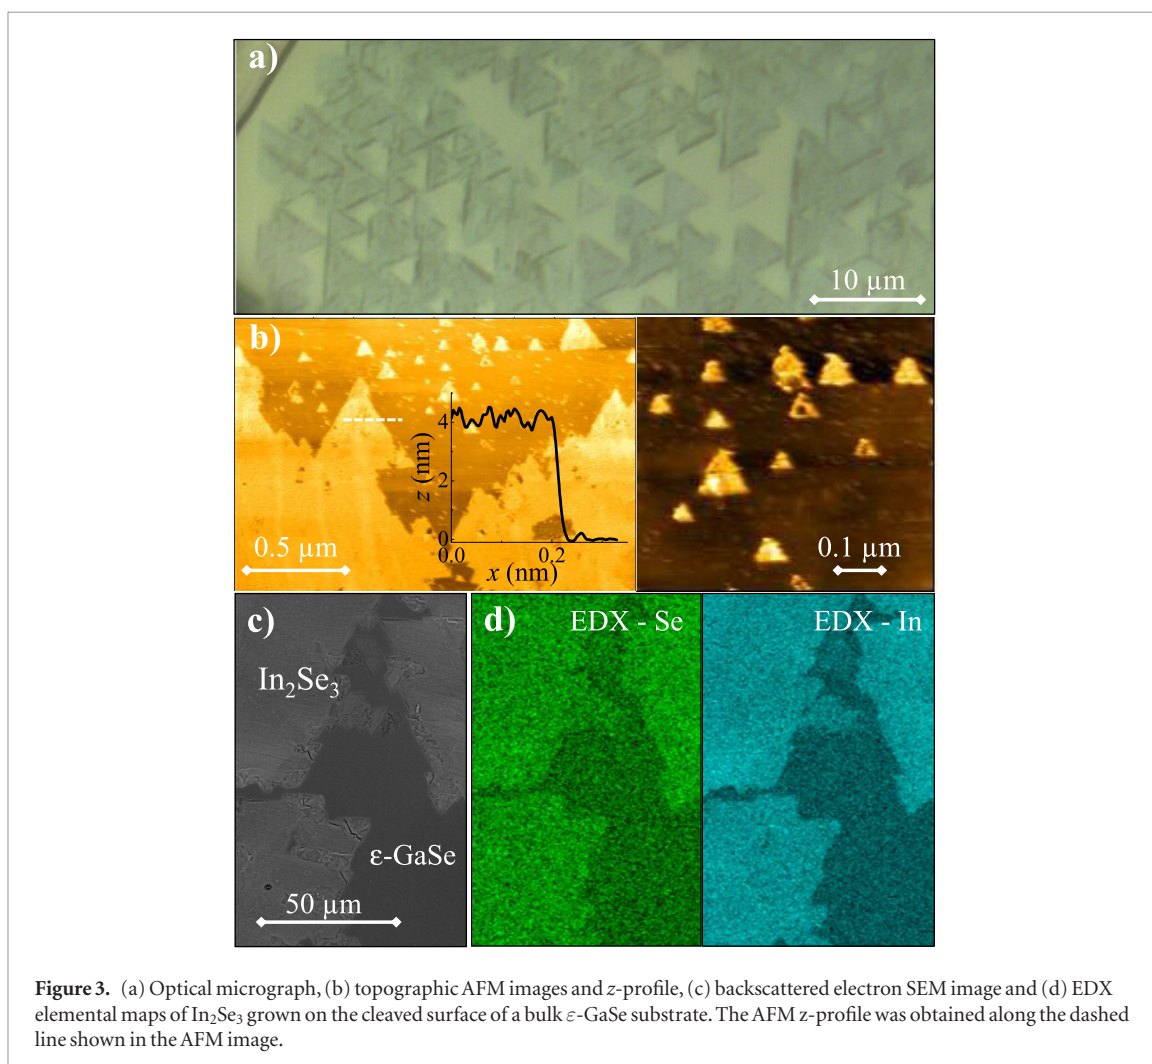 a)
10 µm
b)
4
2
0
z (nm)
0.0
0.2
x (nm)
0.5 µm
0.1 µm
c)
In₂Se₃
ε-GaSe
50 µm
d)
EDX - Se
EDX - In
Figure 3. (a) Optical micrograph, (b) topographic AFM images and z-profile, (c) backscattered electron SEM image and (d) EDX
elemental maps of In₂Se₃ grown on the cleaved surface of a bulk ε-GaSe substrate. The AFM z-profile was obtained along the dashed
line shown in the AFM image.